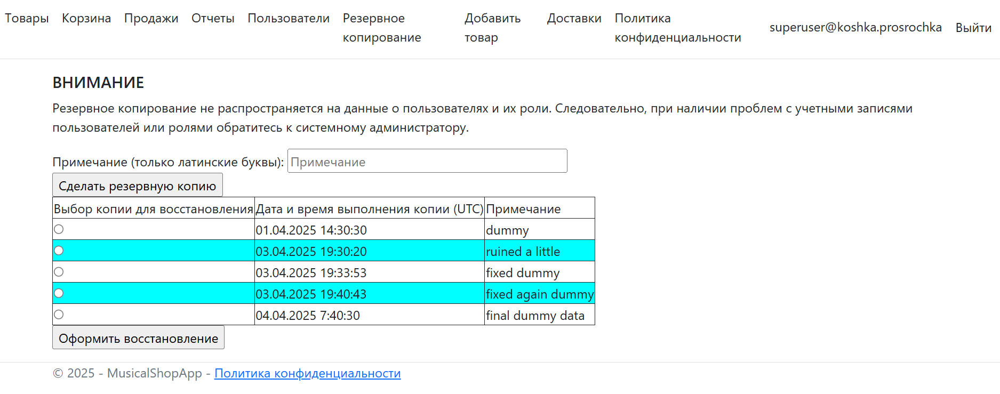 Товары Корзина Продажи Отчеты Пользователи Резервное копирование Добавить товар Доставки Политика конфиденциальности superuser@koshka.prosrochka Выйти
ВНИМАНИЕ
Резервное копирование не распространяется на данные о пользователях и их роли. Следовательно, при наличии проблем с учетными записями
пользователей или ролями обратитесь к системному администратору.
Примечание (только латинские буквы): Примечание
Сделать резервную копию
Выбор копии для восстановления Дата и время выполнения копии (UTC) Примечание
01.04.2025 14:30:30 dummy
03.04.2025 19:30:20 ruined a little
03.04.2025 19:33:53 fixed dummy
03.04.2025 19:40:43 fixed again dummy
04.04.2025 7:40:30 final dummy data
Оформить восстановление
© 2025 - MusicalShopApp - Политика конфиденциальности